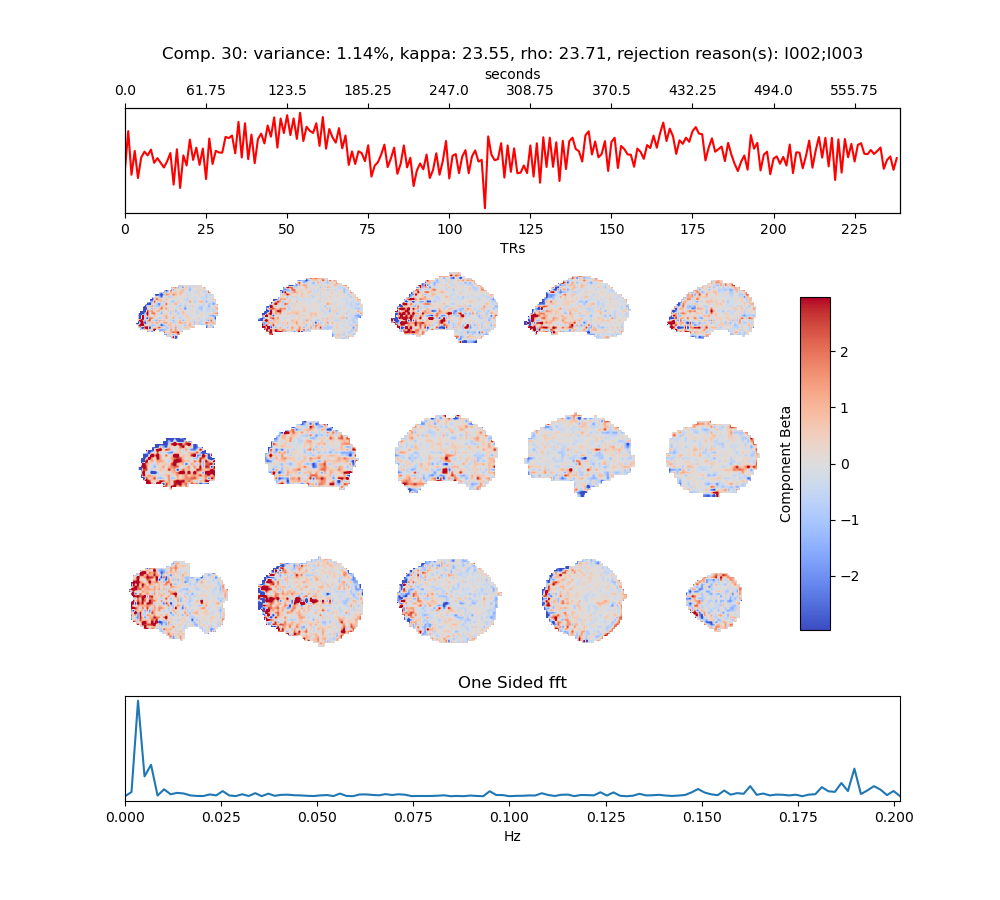 Comp. 30: variance: 1.14%, kappa: 23.55, rho: 23.71, rejection reason(s): I002;I003
seconds
0.0 61.75 123.5 185.25 247.0 308.75 370.5 432.25 494.0 555.75
0 25 50 75 100 125 150 175 200 225
TRs
2
1
0
−1
−2
Component Beta
One Sided fft
0.000 0.025 0.050 0.075 0.100 0.125 0.150 0.175 0.200
Hz